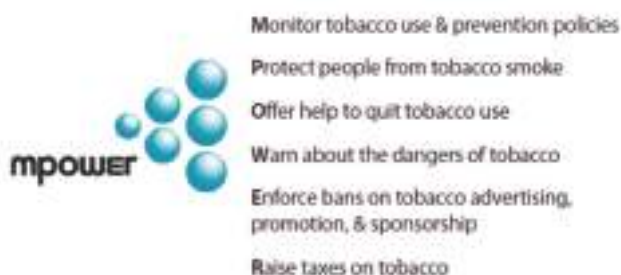 Monitor tobacco use & prevention policies
Protect people from tobacco smoke
Offer help to quit tobacco use
mpower
Warn about the dangers of tobacco
Enforce bans on tobacco advertising,
promotion, & sponsorship
Raise taxes on tobacco